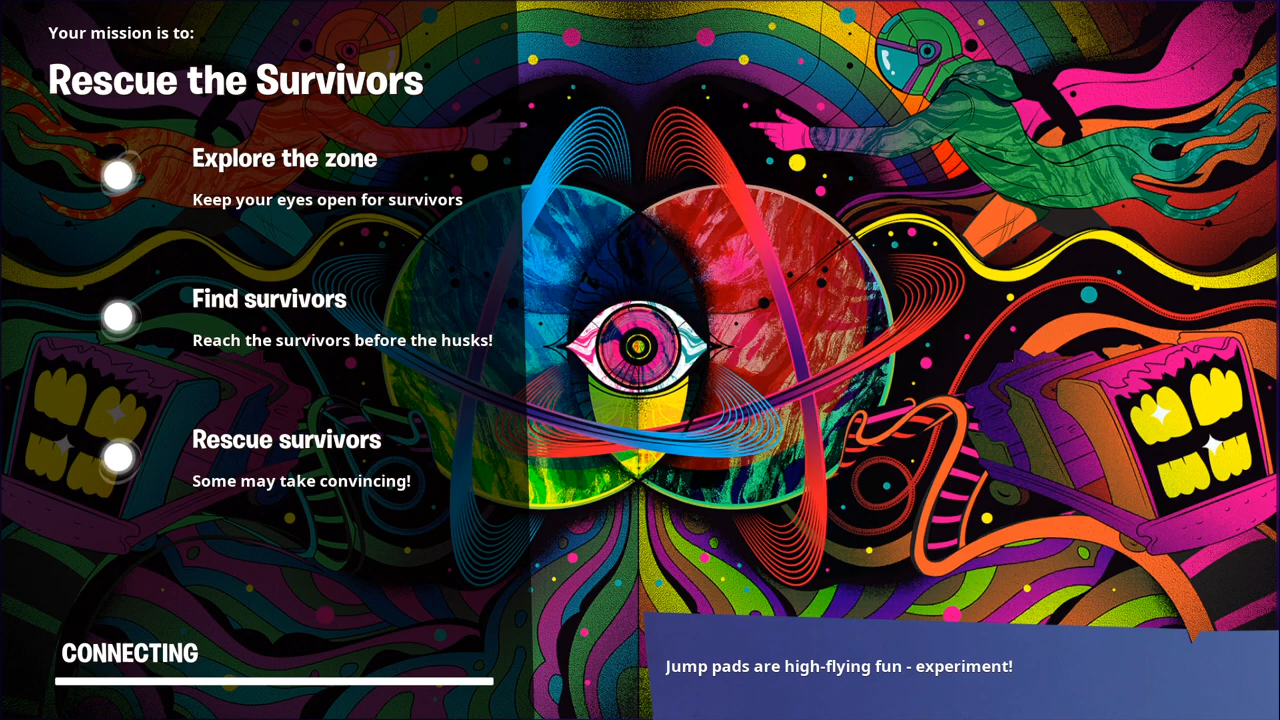 Your mission is to:
Rescue the Survivors
Explore the zone
Keep your eyes open for survivors
Find survivors
Reach the survivors before the husks!
Rescue survivors
Some may take convincing!
CONNECTING
Jump pads are high-flying fun - experiment!